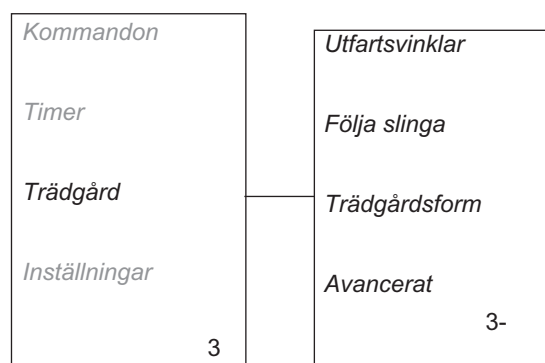 Kommandon
Timer
Trädgård
Inställningar
3
Utfartsvinklar
Följa slinga
Trädgårdsform
Avancerat
3-